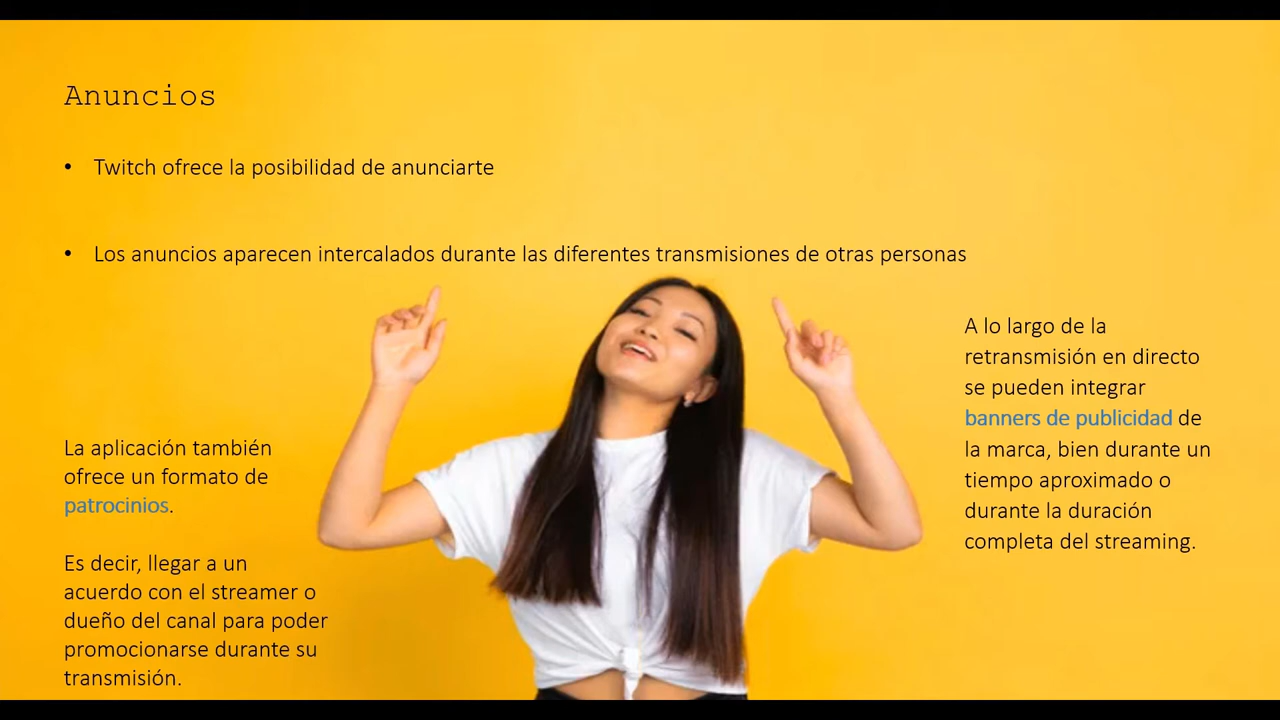 Anuncios
• Twitch ofrece la posibilidad de anunciarte
• Los anuncios aparecen intercalados durante las diferentes transmisiones de otras personas
La aplicación también
ofrece un formato de
patrocinios.
Es decir, llegar a un
acuerdo con el streamer o
dueño del canal para poder
promocionarse durante su
transmisión.
A lo largo de la
retransmisión en directo
se pueden integrar
banners de publicidad de
la marca, bien durante un
tiempo aproximado o
durante la duración
completa del streaming.